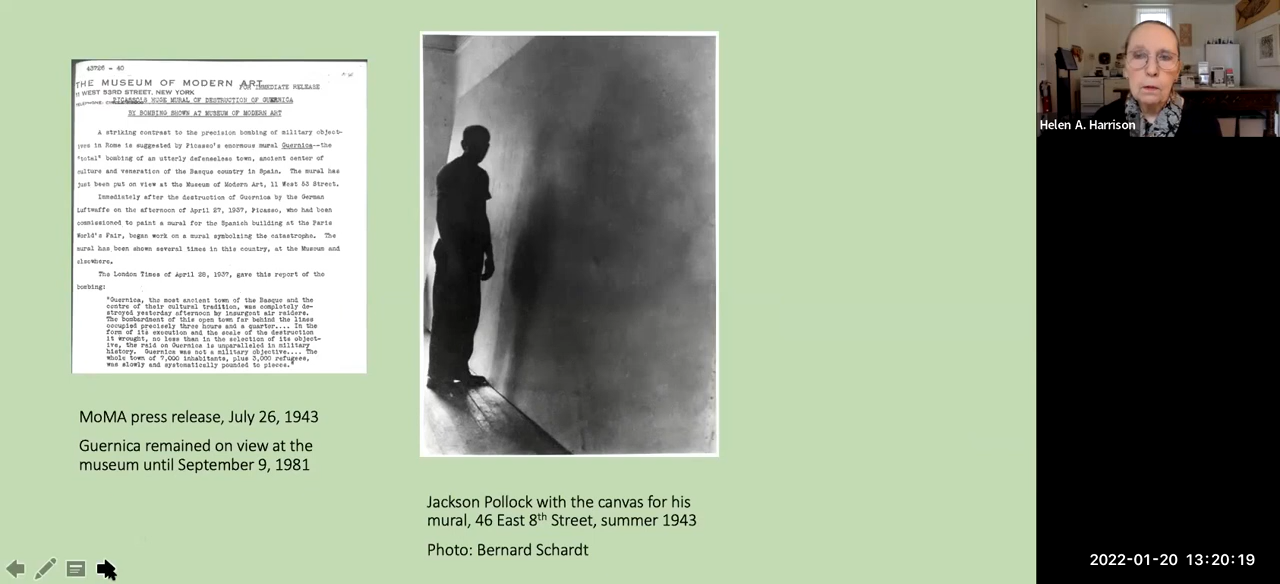 43726 - 40
THE MUSEUM OF MODERN ART
11 WEST 53RD STREET, NEW YORK
FOR IMMEDIATE RELEASE
PICASSO'S HUGE MURAL OF DESTRUCTION OF GUERNICA
BY BOMBING SHOWN AT MUSEUM OF MODERN ART
A striking contrast to the precision bombing of military object-
ives in Rome is suggested by Picasso's enormous mural Guernica--the
"total" bombing of an utterly defenseless town, ancient center of
culture and veneration of the Basque country in Spain. The mural has
just been put on view at the Museum of Modern Art, 11 West 53 Street.
Immediately after the destruction of Guernica by the German
Luftwaffe on the afternoon of April 27, 1937, Picasso, who had been
commissioned to paint a mural for the Spanish building at the Paris
World's Fair, began work on a mural symbolzing the catastrophe. The
mural has been shown several times in this country, at the Museum and
elsewhere.
The London Times of April 28, 1937, gave this report of the
bombing:
"Guernica, the most ancient town of the Basque and the
centre of their cultural tradition, was completely de-
stroyed yesterday afternoon by insurgent air raiders.
The bombardment of this open town far behind the lines
occupied precisely three hours and a quarter.... In the
form of its execution and the scale of the destruction
it wrought, no less than in the selection of its object-
ive, the raid on Guernica is unparalleled in military
history. Guernica was not a military objective.... The
whole town of 7,000 inhabitants, plus 3,000 refugees,
was slowly and systematically pounded to pieces."
MoMA press release, July 26, 1943
Guernica remained on view at the
museum until September 9, 1981
Jackson Pollock with the canvas for his
mural, 46 East 8th Street, summer 1943
Photo: Bernard Schardt
Helen A. Harrison
2022-01-20 13:20:19